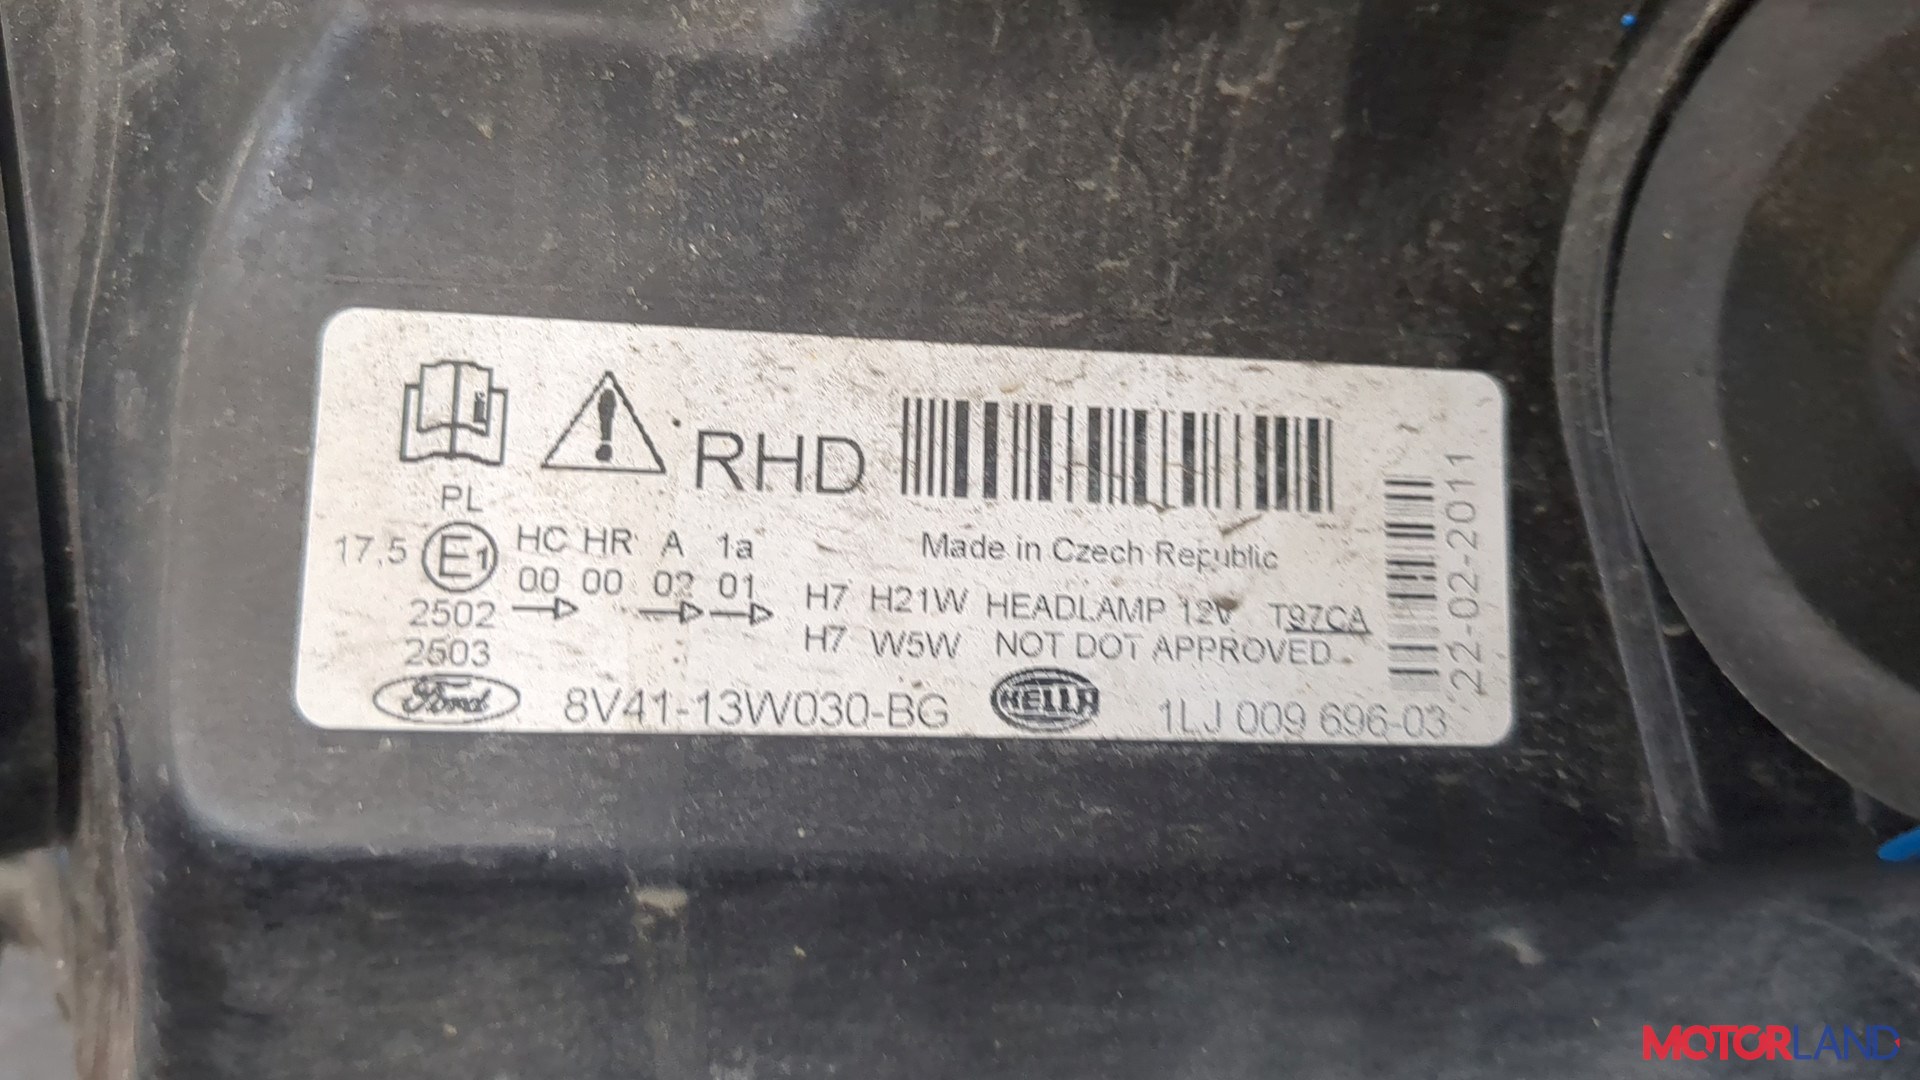 RHD
PL
17,5 E1 HC HR A 1a
00 00 02 01
2502
2503
Made in Czech Republic
H7 H21W HEADLAMP 12V T97CA
H7 W5W NOT DOT APPROVED
Ford 8V41-13W030-BG HELLA 1LJ 009 696-03
22-02-2011
MOTORLAND